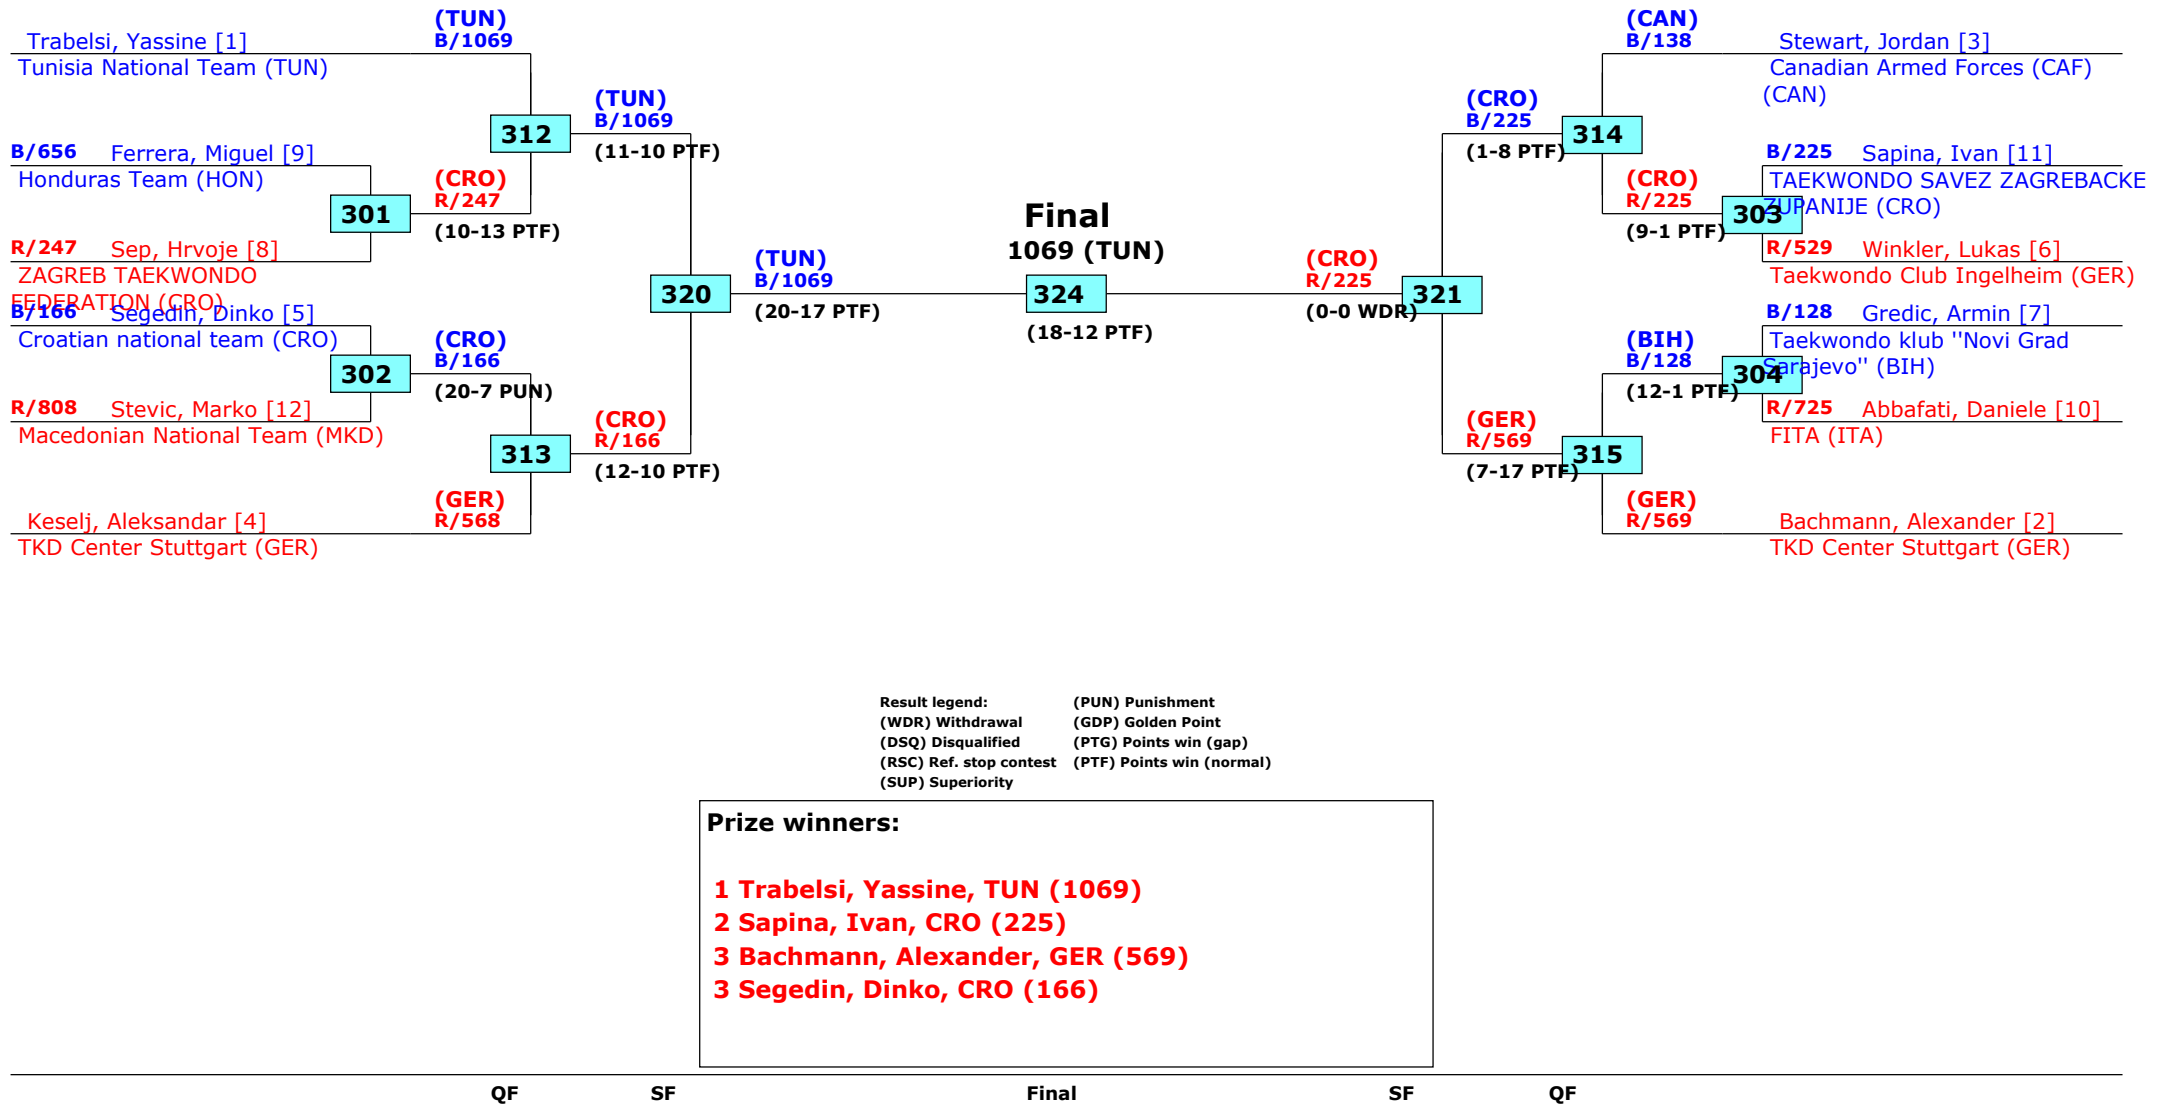 (TUN)
B/1069
Trabelsi, Yassine [1]
Tunisia National Team (TUN)
B/656 Ferrera, Miguel [9]
Honduras Team (HON)
301
R/247 Sep, Hrvoje [8]
ZAGREB TAEKWONDO
FEDERATION (CRO)
(CRO)
R/247
(10-13 PTF)
312
(TUN)
B/1069
(11-10 PTF)
B/166 Segedin, Dinko [5]
Croatian national team (CRO)
302
R/808 Stevic, Marko [12]
Macedonian National Team (MKD)
(CRO)
B/166
(20-7 PUN)
313
(CRO)
R/166
(12-10 PTF)
(GER)
R/568
Keselj, Aleksandar [4]
TKD Center Stuttgart (GER)
320
(TUN)
B/1069
(20-17 PTF)
Final
1069 (TUN)
324
(18-12 PTF)
(CRO)
R/225
(0-0 WDR)
321
(CRO)
B/225
(1-8 PTF)
314
(CAN)
B/138
Stewart, Jordan [3]
Canadian Armed Forces (CAF)
(CAN)
(CRO)
R/225
(9-1 PTF)
303
B/225 Sapina, Ivan [11]
TAEKWONDO SAVEZ ZAGREBACKE
ZUPANIJE (CRO)
R/529 Winkler, Lukas [6]
Taekwondo Club Ingelheim (GER)
B/128 Gredic, Armin [7]
Taekwondo klub "Novi Grad
Sarajevo" (BIH)
304
(BIH)
B/128
(12-1 PTF)
R/725 Abbafati, Daniele [10]
FITA (ITA)
(GER)
R/569
(7-17 PTF)
315
(GER)
R/569
Bachmann, Alexander [2]
TKD Center Stuttgart (GER)
Result legend:
(WDR) Withdrawal
(DSQ) Disqualified
(RSC) Ref. stop contest
(SUP) Superiority
(PUN) Punishment
(GDP) Golden Point
(PTG) Points win (gap)
(PTF) Points win (normal)
Prize winners:
1 Trabelsi, Yassine, TUN (1069)
2 Sapina, Ivan, CRO (225)
3 Bachmann, Alexander, GER (569)
3 Segedin, Dinko, CRO (166)
QF SF Final SF QF